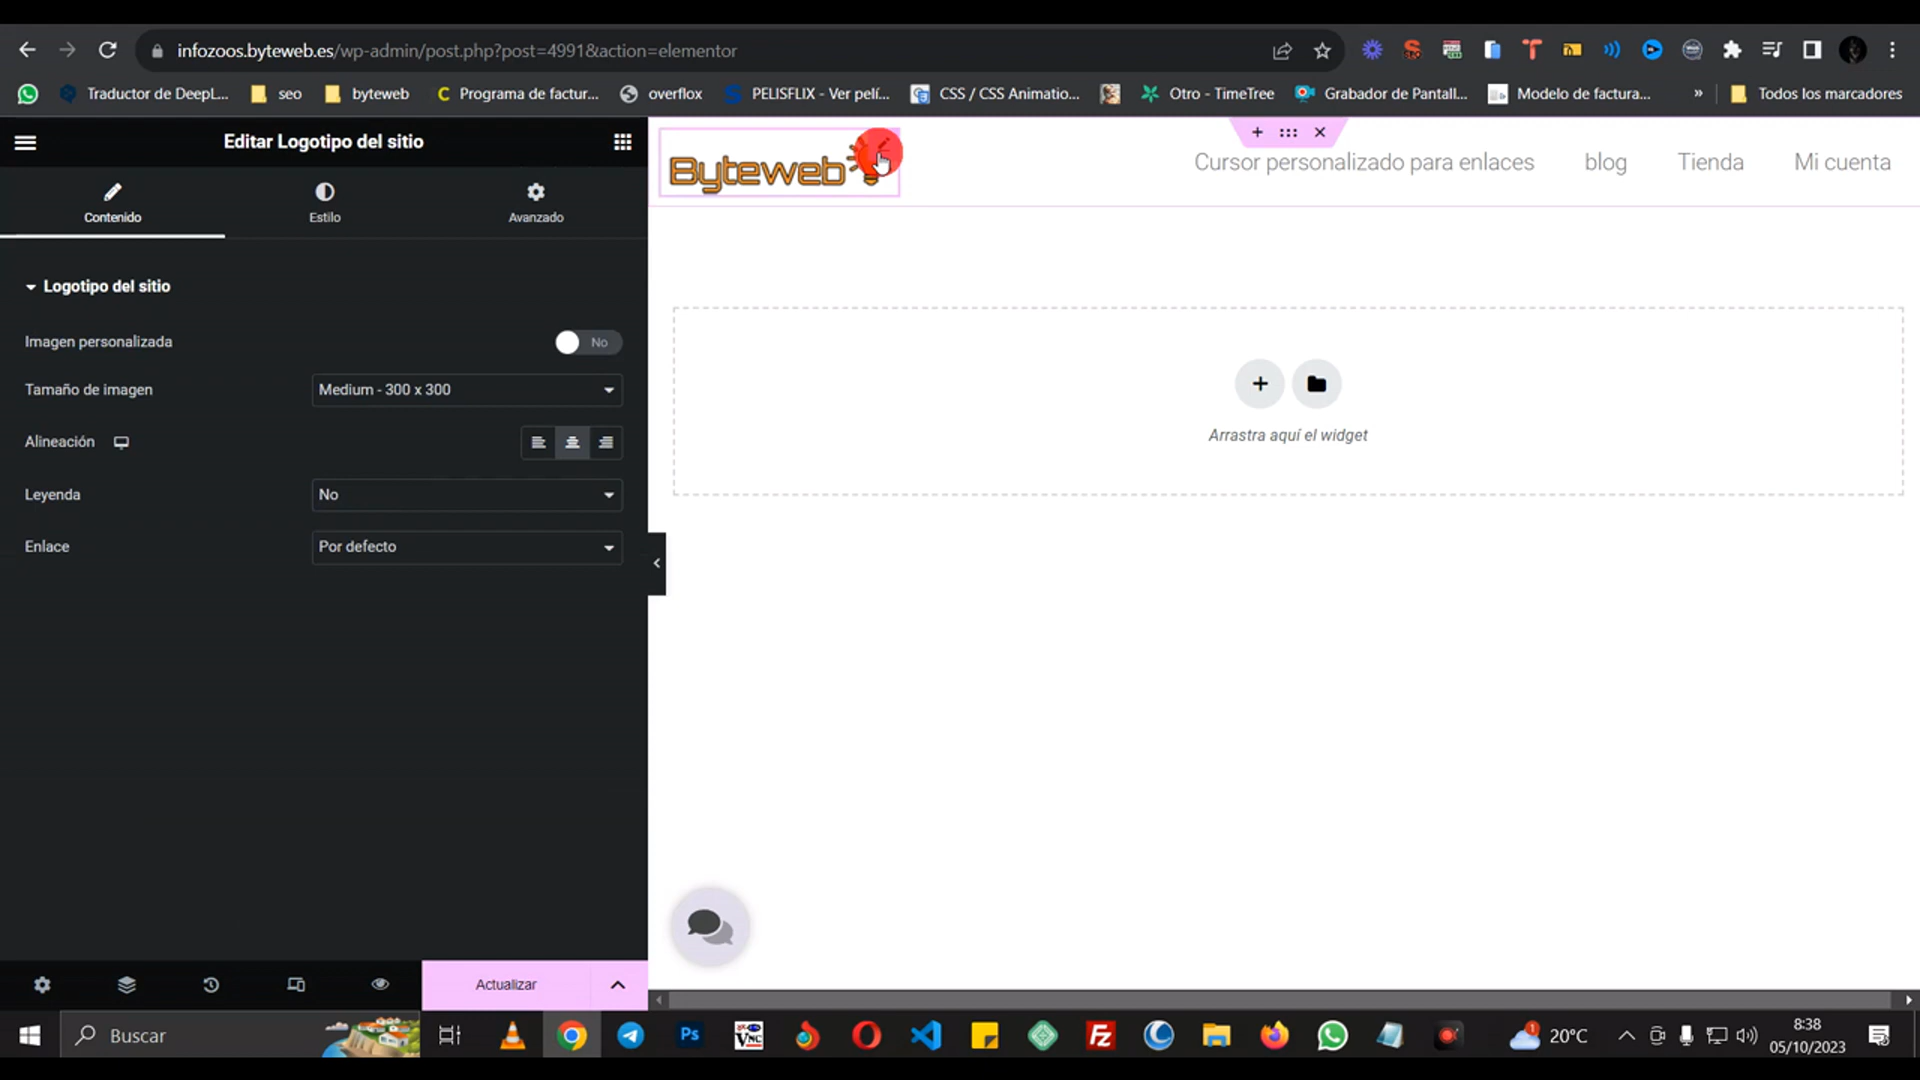 infozoos.byteweb.es/wp-admin/post.php?post=4991&action=elementor
Traductor de DeepL... seo byteweb Programa de factur... overflox PELISFLIX - Ver pelí... CSS / CSS Animatio... Otro - TimeTree Grabador de Pantall... Modelo de factura... » Todos los marcadores
Editar Logotipo del sitio
Contenido Estilo Avanzado
Logotipo del sitio
Imagen personalizada No
Tamaño de imagen Medium - 300 x 300
Alineación
Leyenda No
Enlace Por defecto
Actualizar
Byteweb
Cursor personalizado para enlaces blog Tienda Mi cuenta
Arrastra aquí el widget
Buscar
Ps
VNC
Fz
1
20°C
8:38
05/10/2023